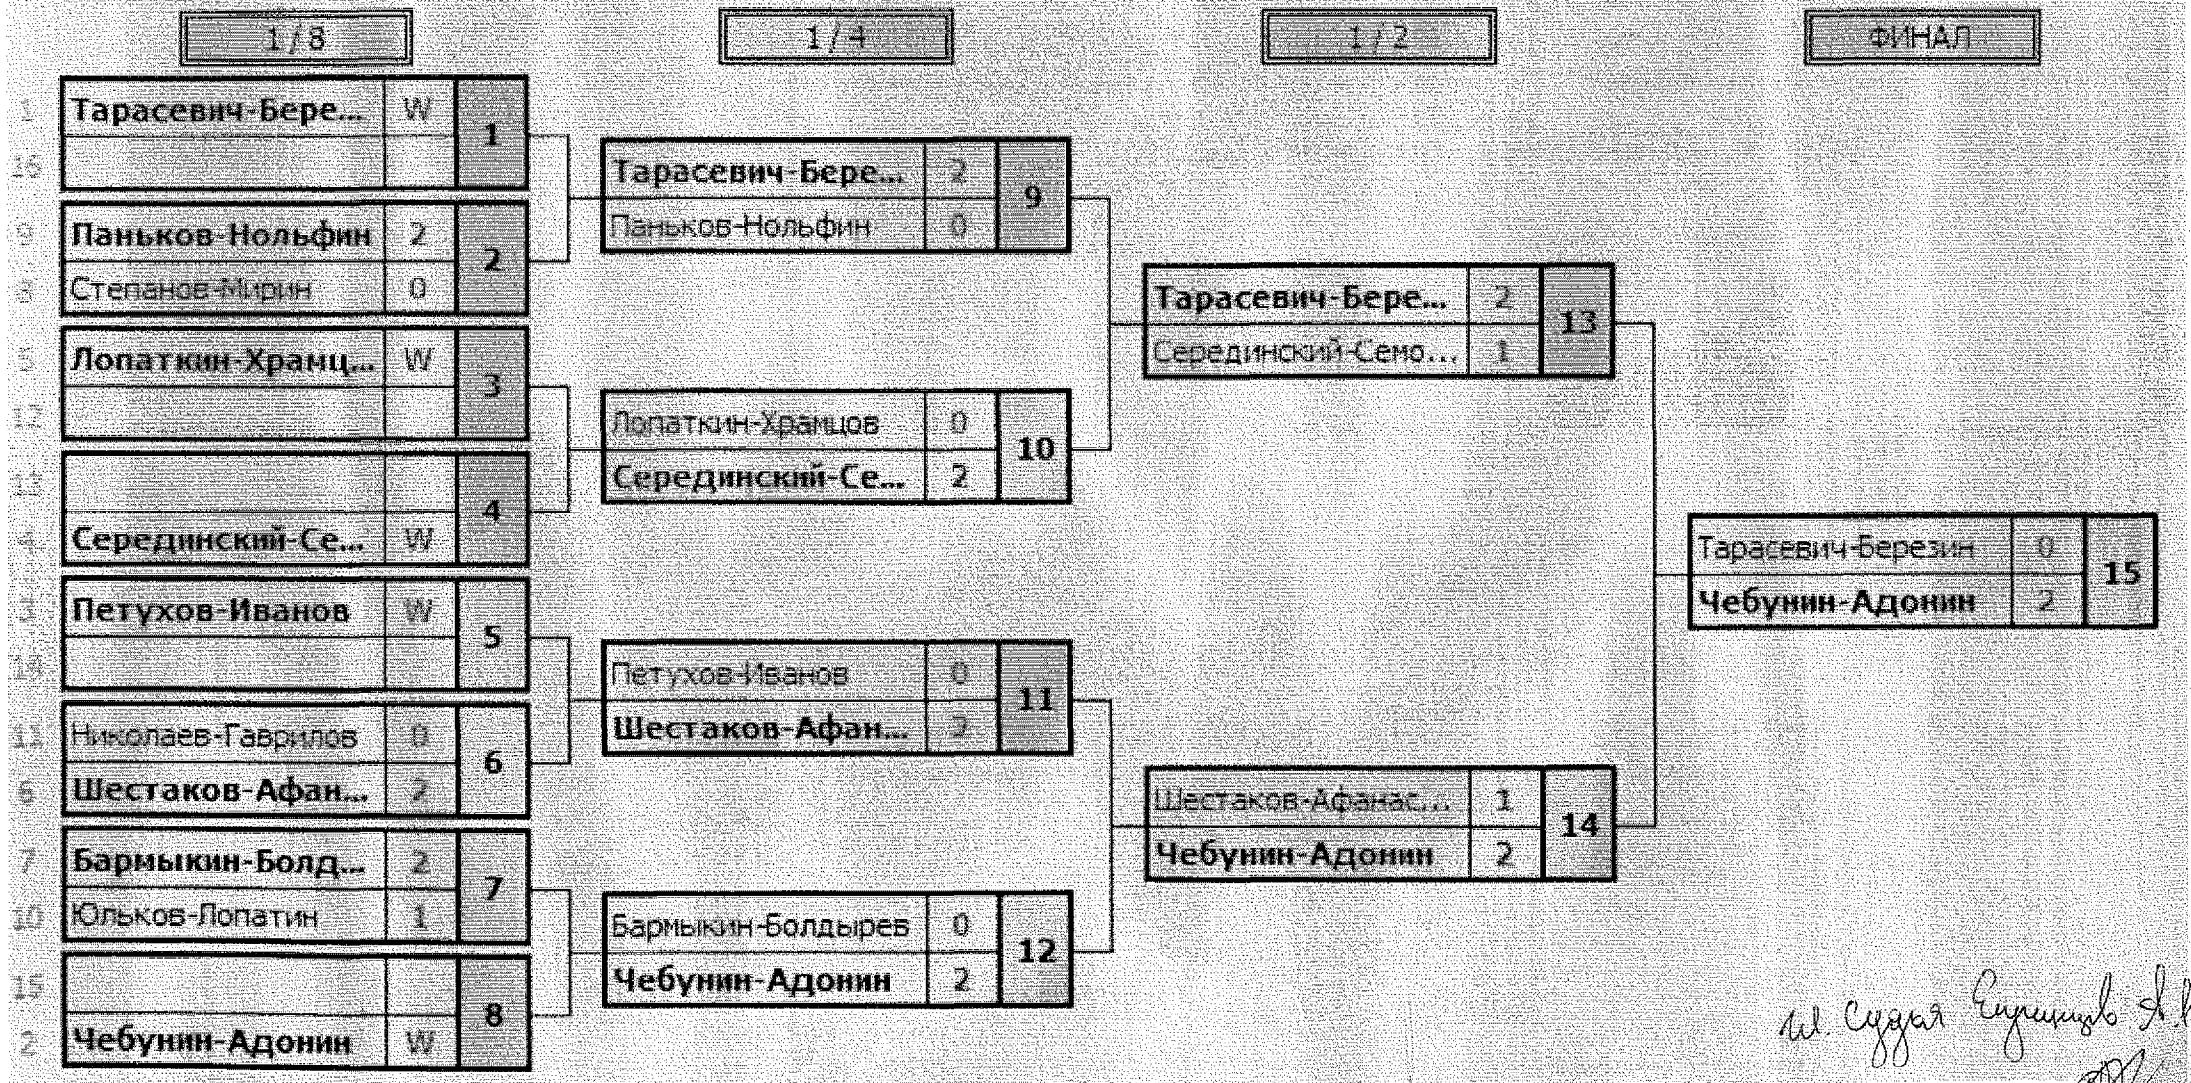 1/8
1/4
1/2
ФИНАЛ
1 Тарасевич-Бере... W 1
16
9 Паньков-Нольфин 2 2
8 Степанов-Мирин 0
5 Лопаткин-Храмц... W 3
12
13 4
4 Серединский-Се... W
3 Петухов-Иванов W 5
14
11 Николаев-Гаврилов 0 6
6 Шестаков-Афан... 2
7 Бармыкин-Болд... 2 7
10 Юльков-Лопатин 1
15 8
2 Чебунин-Адонин W
Тарасевич-Бере... 2 9
Паньков-Нольфин 0
Лопаткин-Храмцов 0 10
Серединский-Се... 2
Петухов-Иванов 0 11
Шестаков-Афан... 2
Бармыкин-Болдырев 0 12
Чебунин-Адонин 2
Тарасевич-Бере... 2 13
Серединский-Семо... 1
Шестаков-Афанас... 1 14
Чебунин-Адонин 2
Тарасевич-Березин 0 15
Чебунин-Адонин 2
Судья